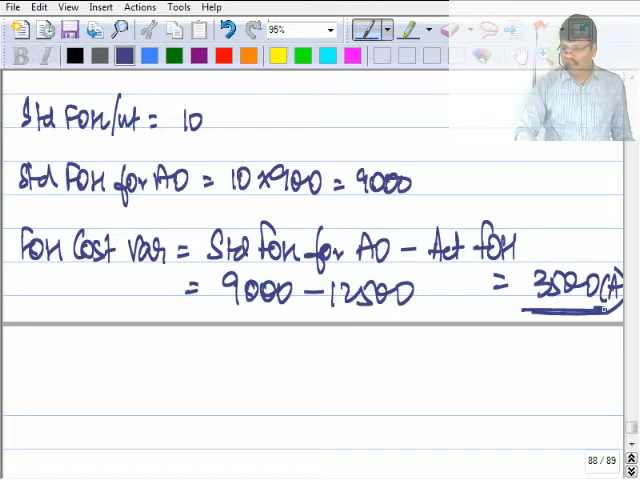 File Edit View Insert Actions Tools Help
95%
B
Std FOH/ut = 10
Std FOH for AO = 10 × 900 = 9000
FOH Cost Var = Std FOH for AO - Act FOH
= 9000 - 12500 = 3500 (A)
88 / 89